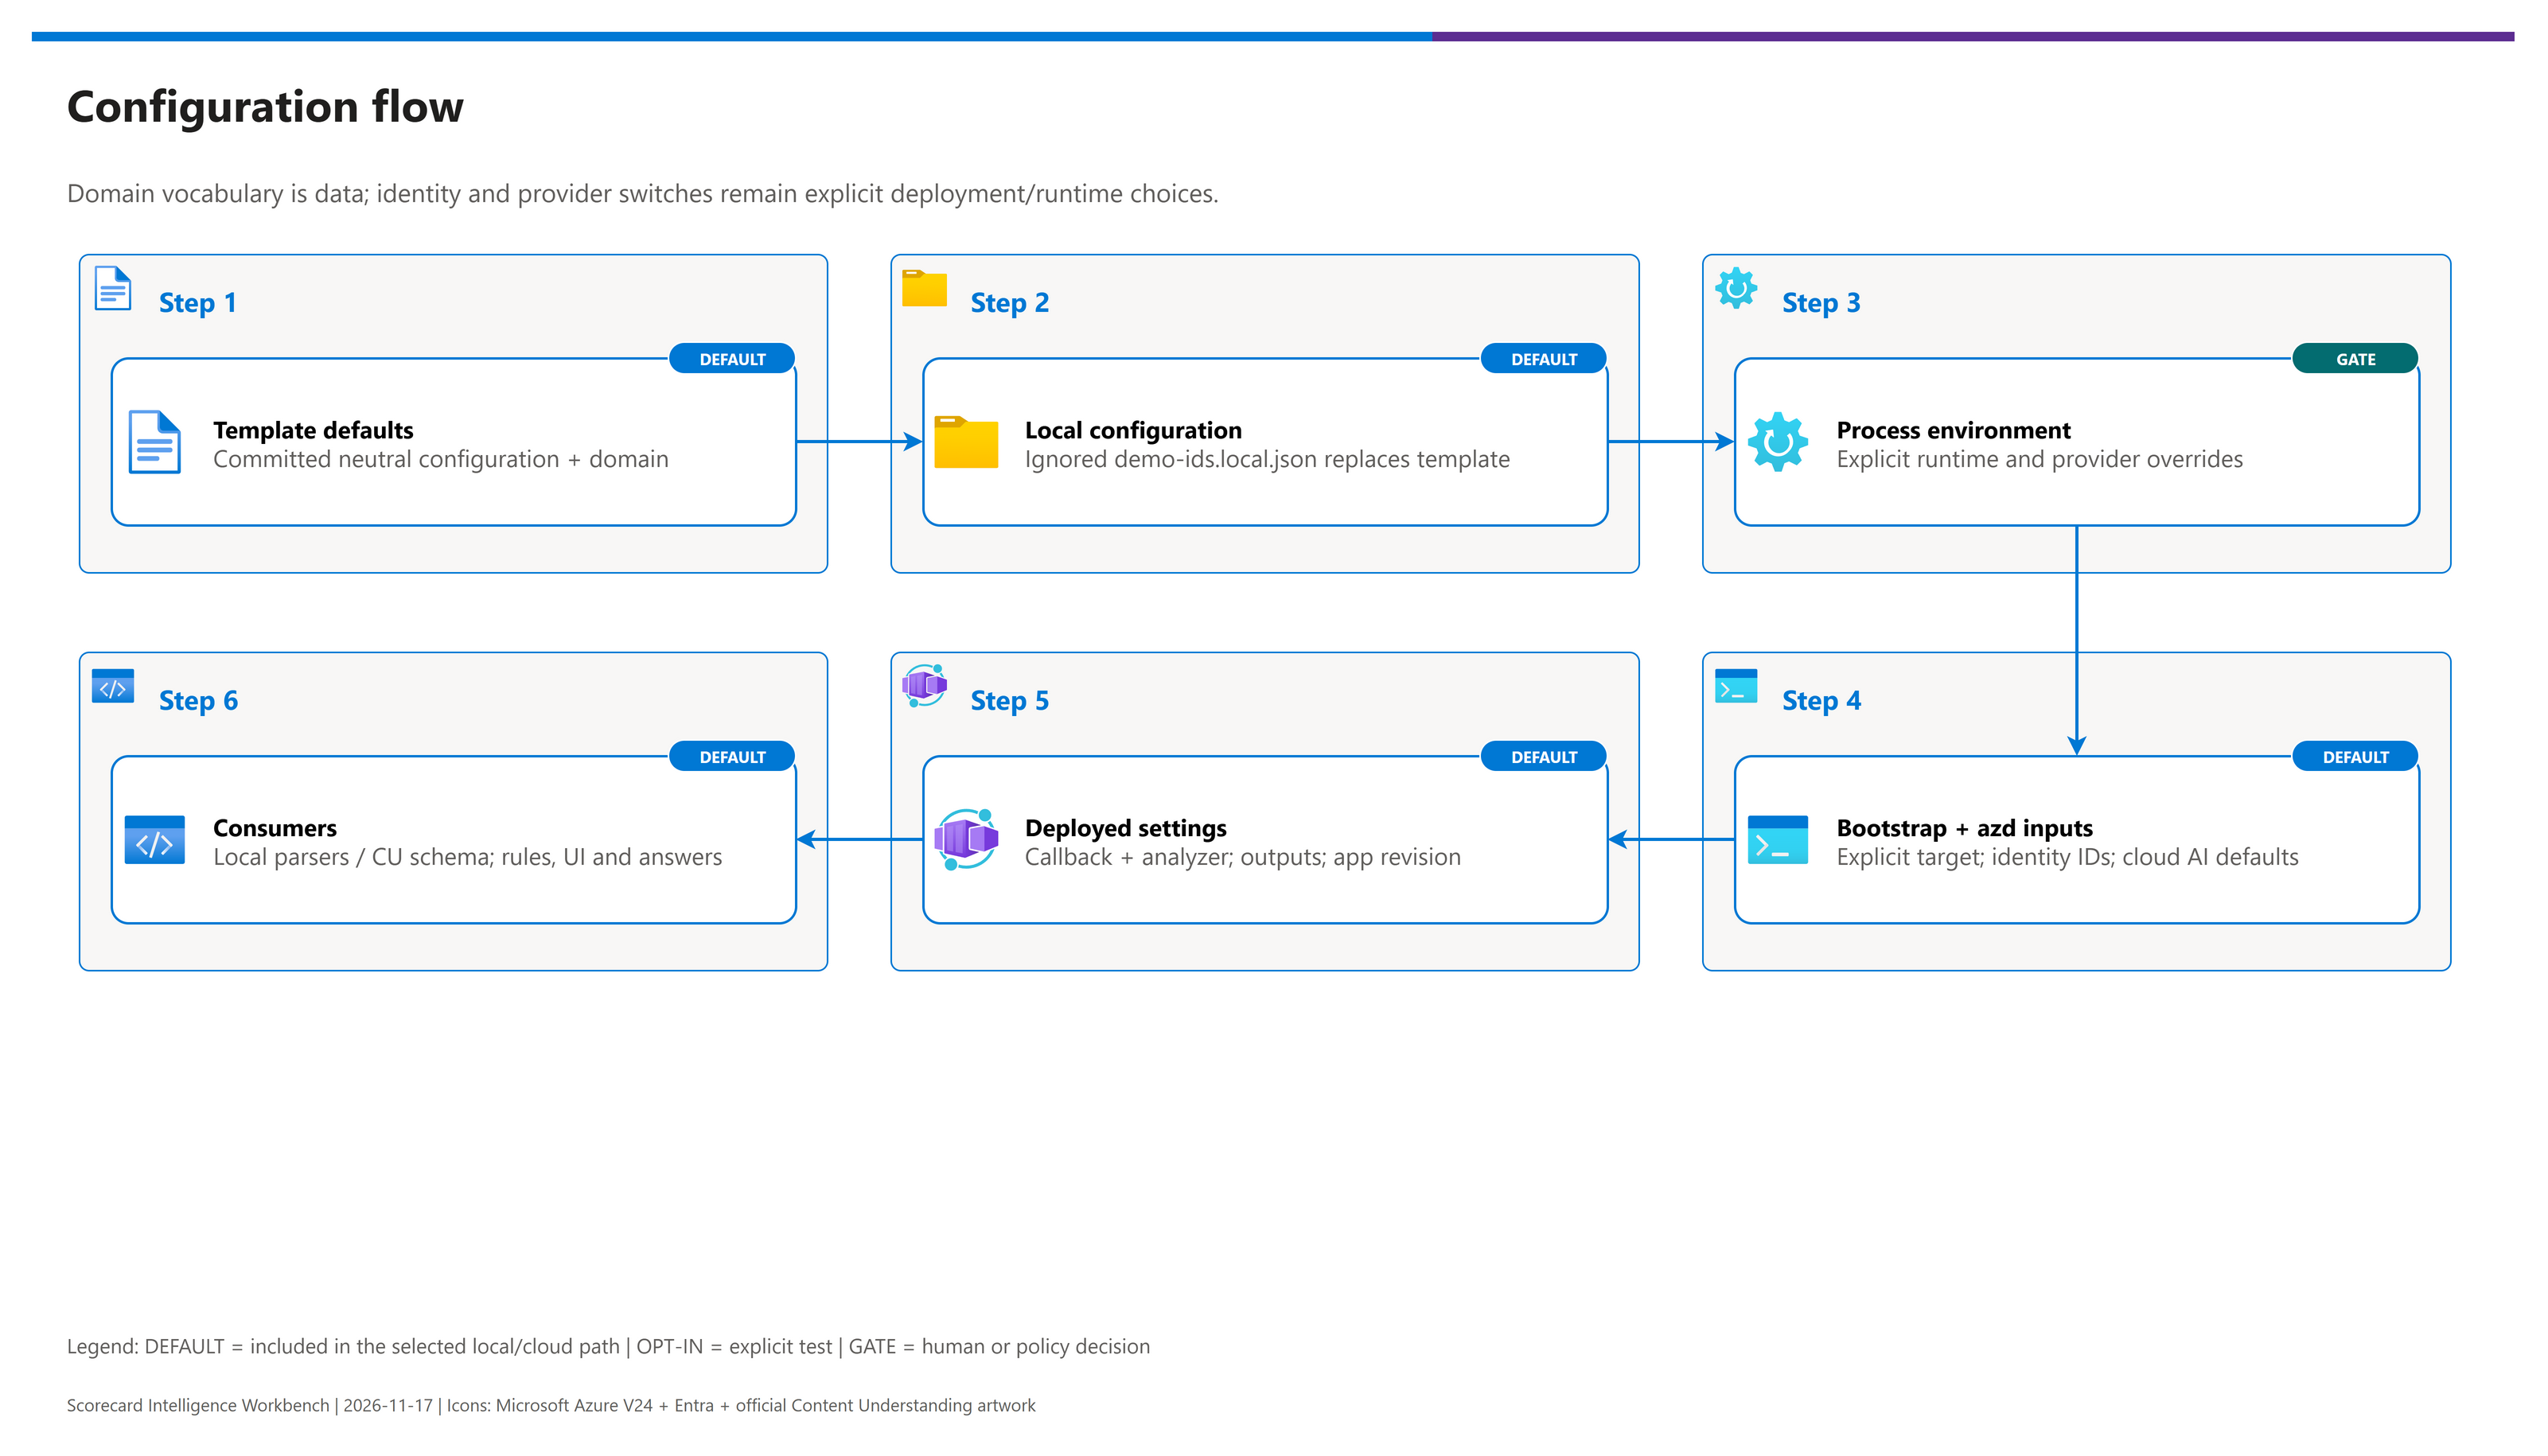 Configuration flow
Domain vocabulary is data; identity and provider switches remain explicit deployment/runtime choices.
Step 1
DEFAULT
Template defaults
Committed neutral configuration + domain
Step 2
DEFAULT
Local configuration
Ignored demo-ids.local.json replaces template
Step 3
GATE
Process environment
Explicit runtime and provider overrides
Step 4
DEFAULT
Bootstrap + azd inputs
Explicit target; identity IDs; cloud AI defaults
Step 5
DEFAULT
Deployed settings
Callback + analyzer; outputs; app revision
Step 6
DEFAULT
Consumers
Local parsers / CU schema; rules, UI and answers
Legend: DEFAULT = included in the selected local/cloud path | OPT-IN = explicit test | GATE = human or policy decision
Scorecard Intelligence Workbench | 2026-11-17 | Icons: Microsoft Azure V24 + Entra + official Content Understanding artwork